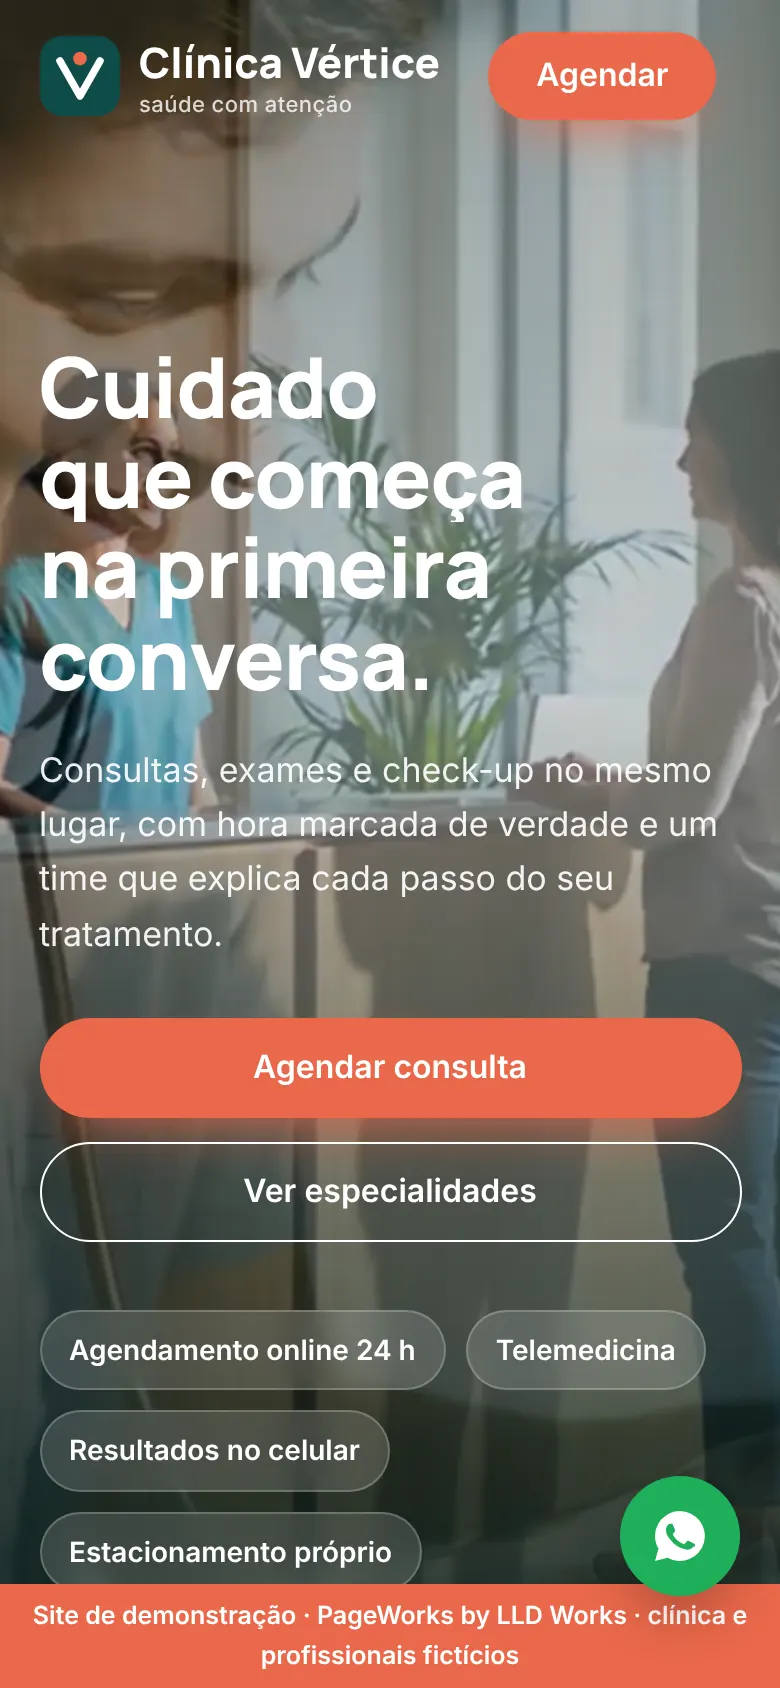 Clínica Vértice
saúde com atenção
Agendar
Cuidado
que começa
na primeira
conversa.
Consultas, exames e check-up no mesmo
lugar, com hora marcada de verdade e um
time que explica cada passo do seu
tratamento.
Agendar consulta
Ver especialidades
Agendamento online 24 h
Telemedicina
Resultados no celular
Estacionamento próprio
Site de demonstração · PageWorks by LLD Works · clínica e
profissionais fictícios